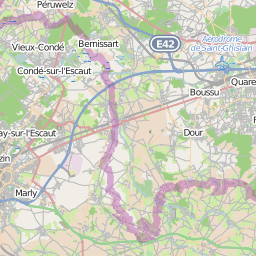 Péruwelz
Bernissart
Vieux-Condé
E42
Aérodrome
de Saint-Ghislain
Condé-sur-l'Escaut
Quare
Boussu
ay-sur-l'Escaut
Dour
zin
Marly